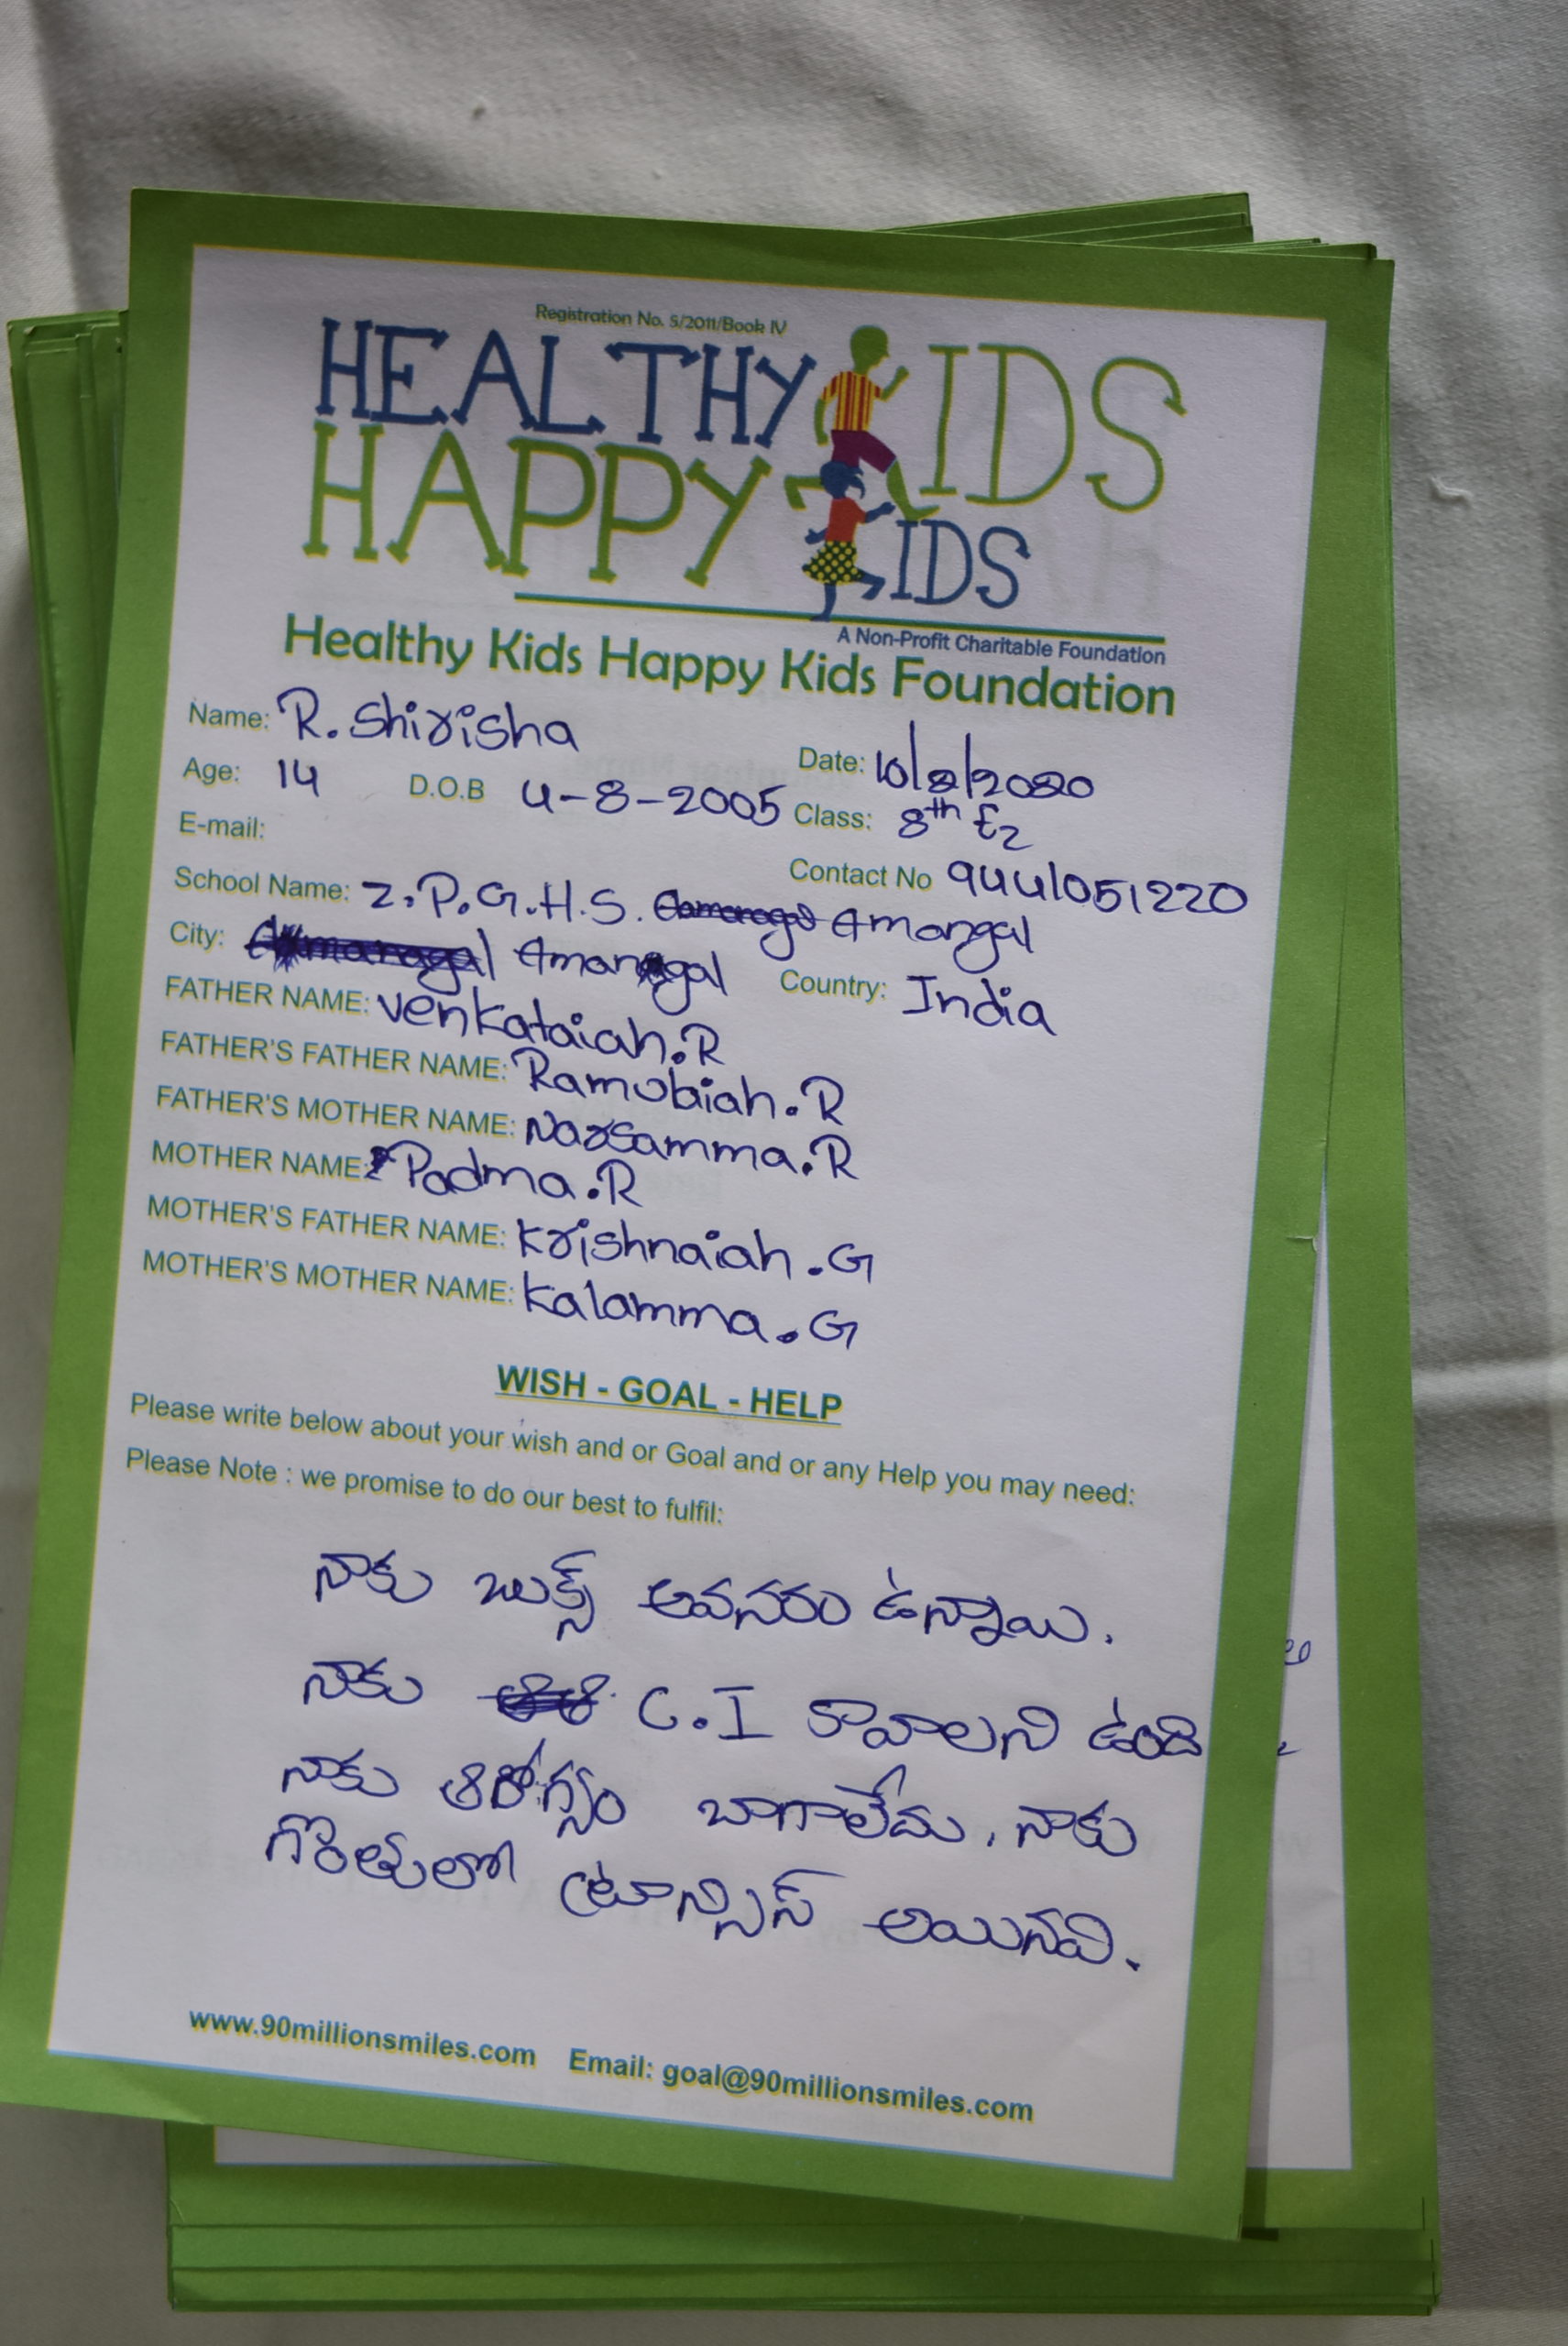 Registration No. 5/2011/Book IV
HEALTHY KIDS
HAPPY KIDS
A Non-Profit Charitable Foundation
Healthy Kids Happy Kids Foundation
Name: R. Shirisha
Date: 10/2/2020
Age: 14 D.O.B 4-8-2005 Class: 8th E2
E-mail:
Contact No 9441051220
School Name: Z.P.G.H.S. Amangal
City: Amangal Country: India
FATHER NAME: Venkataiah.R
FATHER'S FATHER NAME: Ramulaiah.R
FATHER'S MOTHER NAME: Narsamma.R
MOTHER NAME: Padma.R
MOTHER'S FATHER NAME: Krishnaiah.G
MOTHER'S MOTHER NAME: Kalamma.G
WISH - GOAL - HELP
Please write below about your wish and or Goal and or any Help you may need:
Please Note : we promise to do our best to fulfil:
నాకు బుక్స్ అవసరం ఉన్నాయి.
నాకు C.I కావాలని ఉంది
నాకు ఆరోగ్యం బాగాలేదు. నాకు
గొంతులో ట్రాన్సిస్ అయినవి.
www.90millionsmiles.com Email: goal@90millionsmiles.com